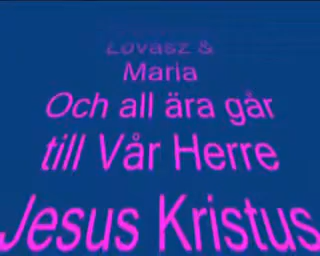 Lovasz &
Maria
Och all ära går
till Vår Herre
Jesus Kristus